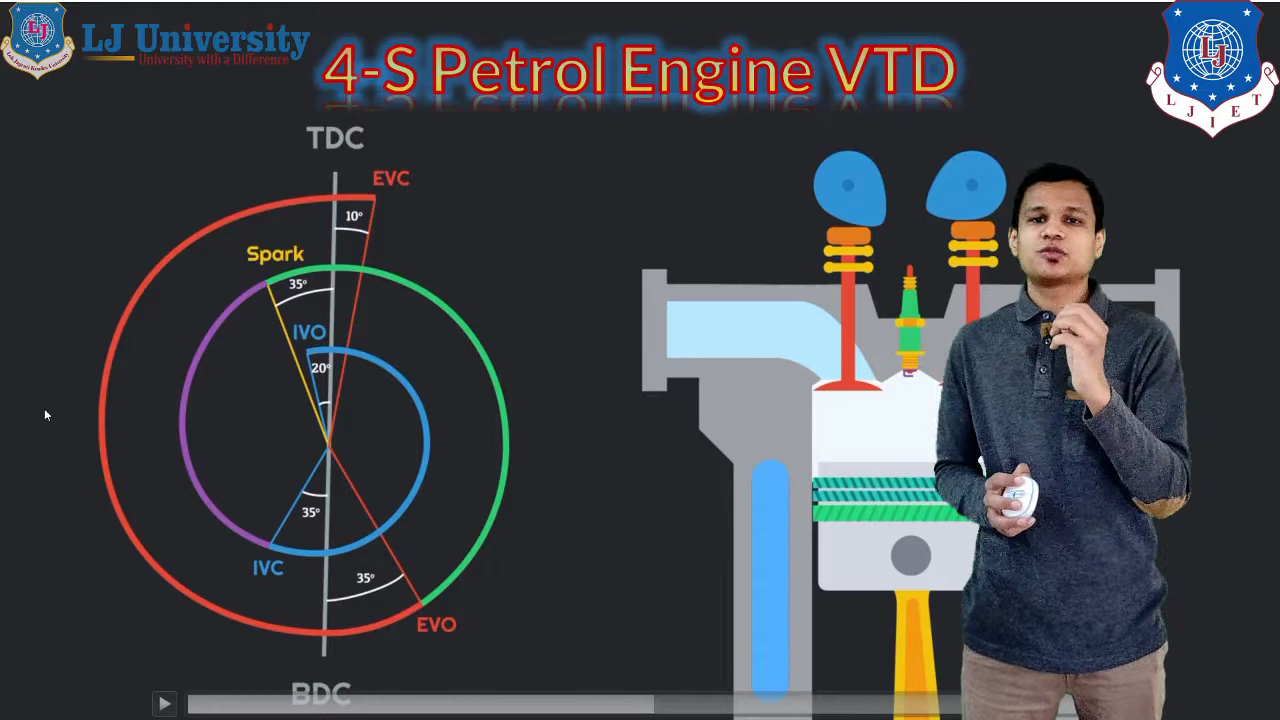 LJ University
University with a Difference
4-S Petrol Engine VTD
LJ
L J I E T
TDC
EVC
10°
Spark
35°
IVO
20°
35°
IVC
35°
EVO
BDC